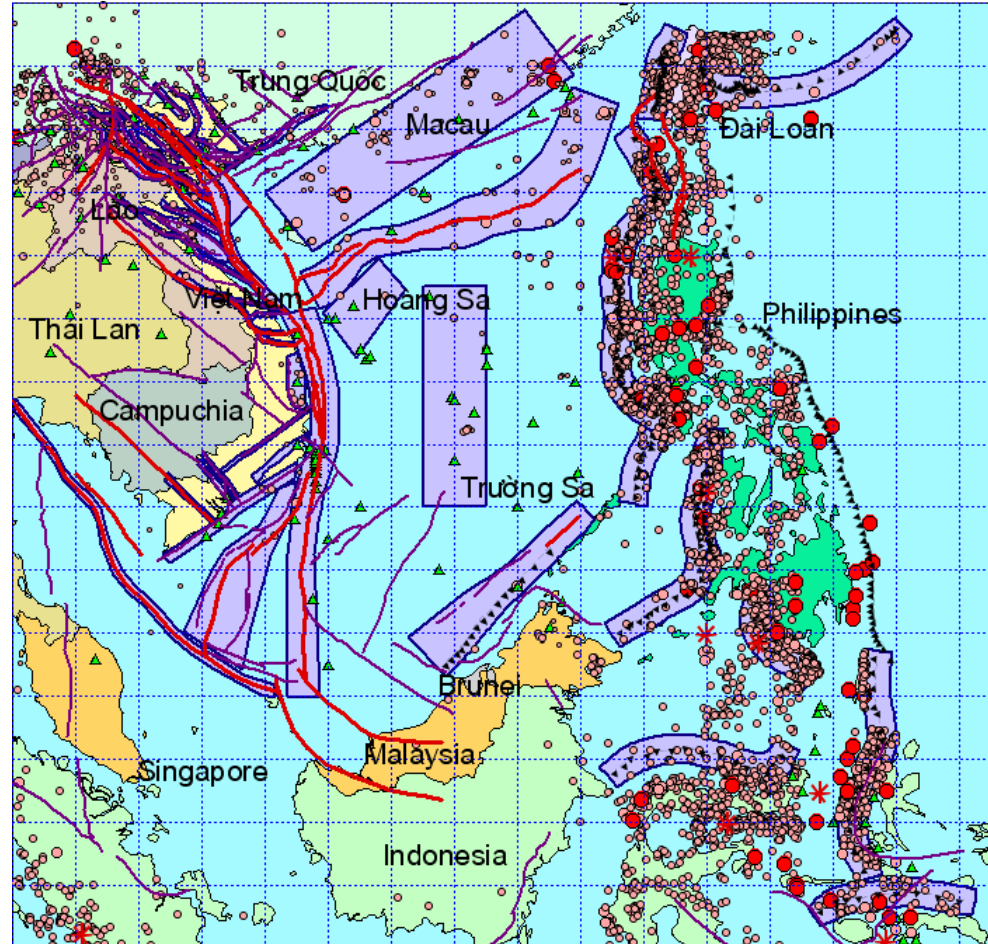 Trung Quốc
Macau
Đài Loan
Lào
Việt Nam
Hoàng Sa
Philippines
Thái Lan
Campuchia
Trường Sa
Brunei
Malaysia
Singapore
Indonesia